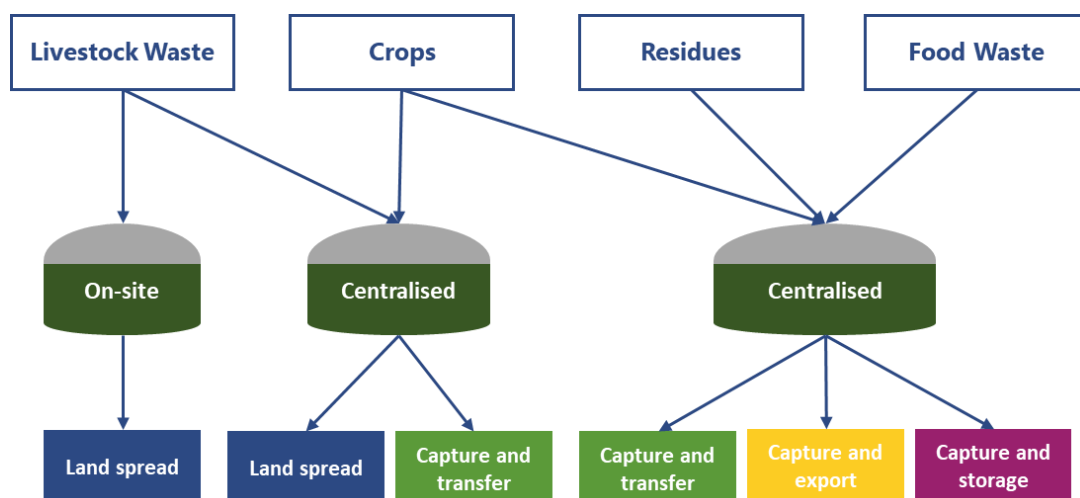 Livestock Waste
Crops
Residues
Food Waste
On-site
Centralised
Centralised
Land spread
Land spread
Capture and
transfer
Capture and
transfer
Capture and
export
Capture and
storage